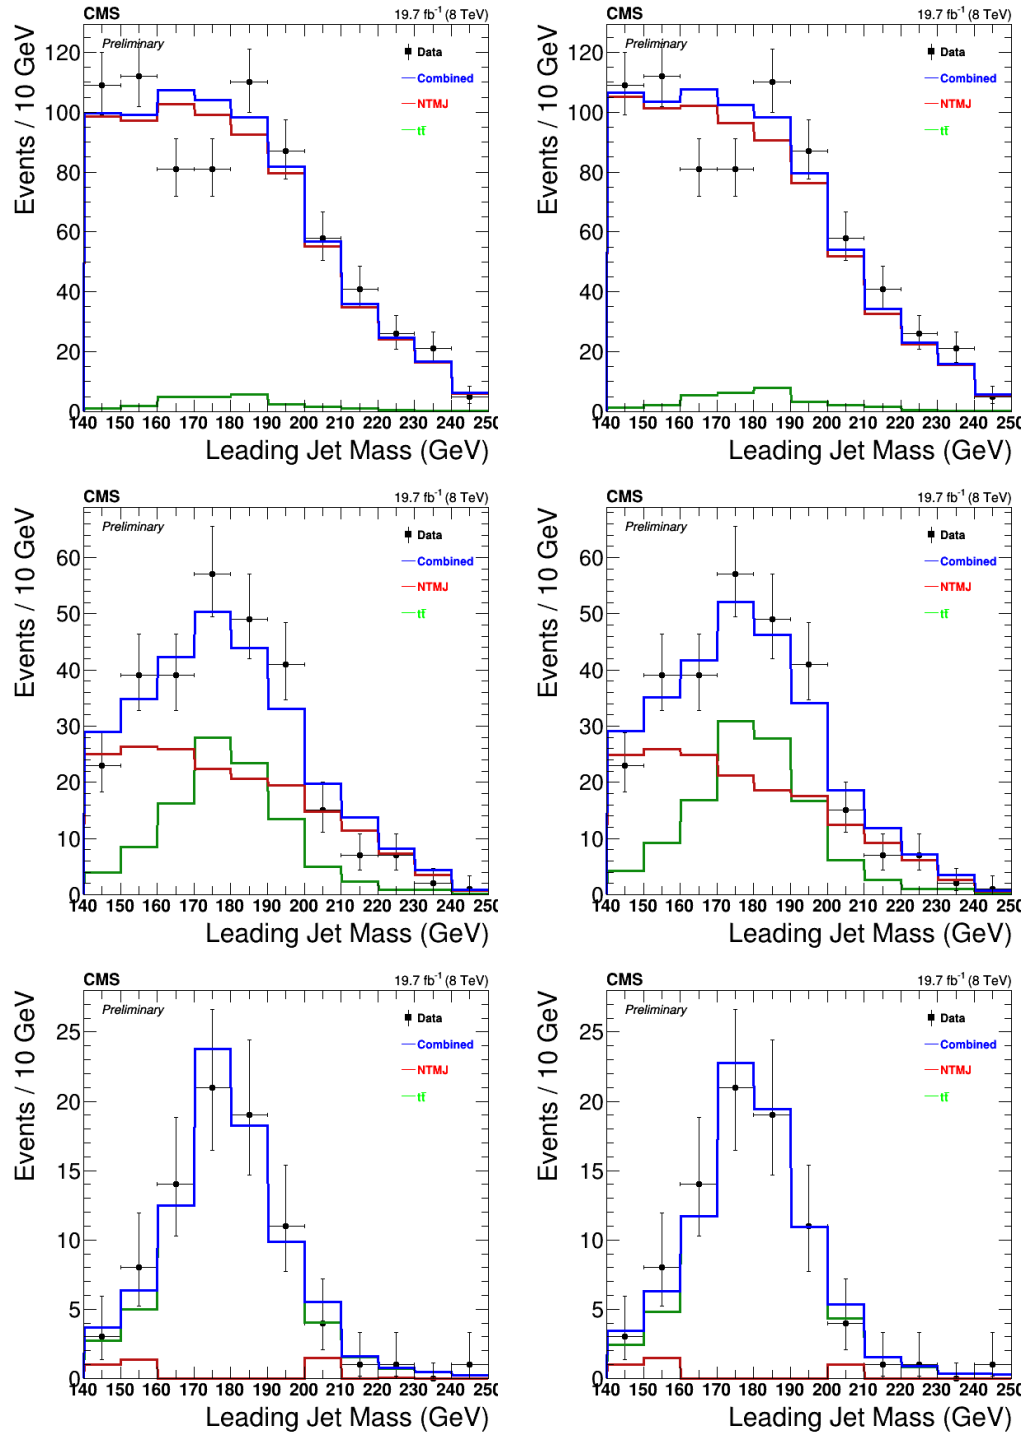 CMS 19.7 fb⁻¹ (8 TeV)
Preliminary
Data
Combined
NTMJ
tt̅
Events / 10 GeV
120
100
80
60
40
20
0
140 150 160 170 180 190 200 210 220 230 240 250
Leading Jet Mass (GeV)
CMS 19.7 fb⁻¹ (8 TeV)
Preliminary
Data
Combined
NTMJ
tt̅
Events / 10 GeV
120
100
80
60
40
20
0
140 150 160 170 180 190 200 210 220 230 240 250
Leading Jet Mass (GeV)
CMS 19.7 fb⁻¹ (8 TeV)
Preliminary
Data
Combined
NTMJ
tt̅
Events / 10 GeV
60
50
40
30
20
10
0
140 150 160 170 180 190 200 210 220 230 240 250
Leading Jet Mass (GeV)
CMS 19.7 fb⁻¹ (8 TeV)
Preliminary
Data
Combined
NTMJ
tt̅
Events / 10 GeV
60
50
40
30
20
10
0
140 150 160 170 180 190 200 210 220 230 240 250
Leading Jet Mass (GeV)
CMS 19.7 fb⁻¹ (8 TeV)
Preliminary
Data
Combined
NTMJ
tt̅
Events / 10 GeV
25
20
15
10
5
0
140 150 160 170 180 190 200 210 220 230 240 250
Leading Jet Mass (GeV)
CMS 19.7 fb⁻¹ (8 TeV)
Preliminary
Data
Combined
NTMJ
tt̅
Events / 10 GeV
25
20
15
10
5
0
140 150 160 170 180 190 200 210 220 230 240 250
Leading Jet Mass (GeV)